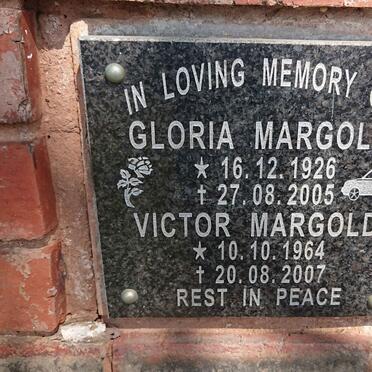 IN LOVING MEMORY O
GLORIA MARGOL
★ 16.12.1926
† 27.08.2005
VICTOR MARGOLD
★ 10.10.1964
† 20.08.2007
REST IN PEACE